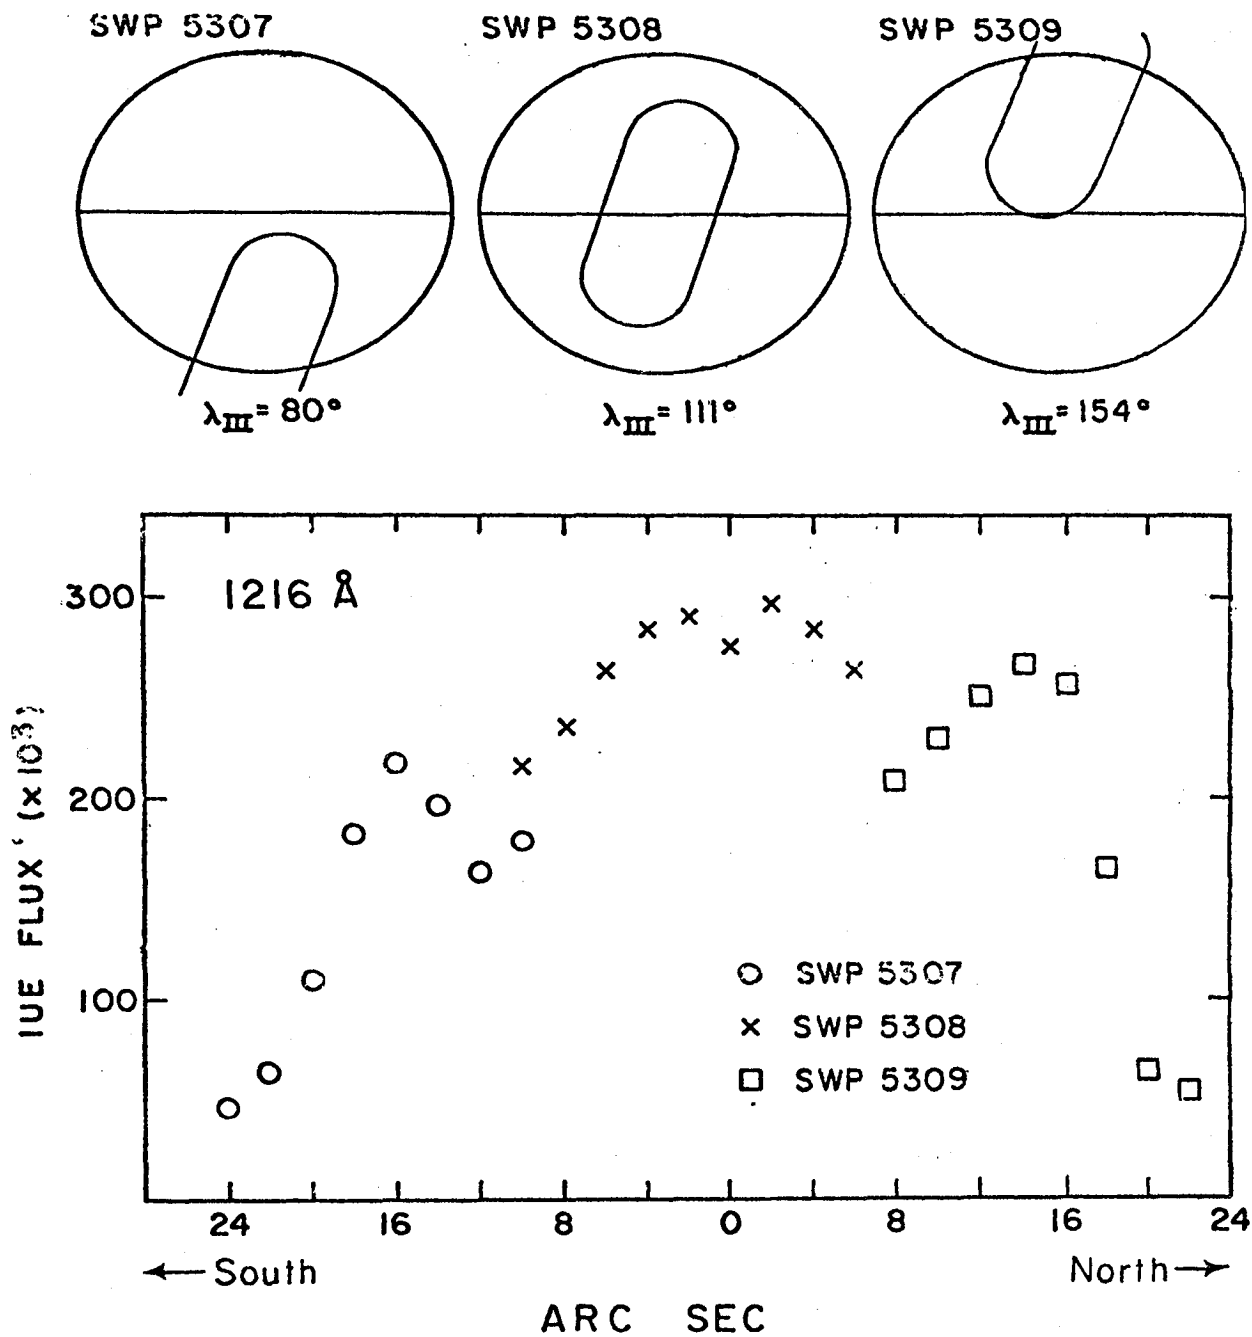 SWP 5307
SWP 5308
SWP 5309
λIII = 80°
λIII = 111°
λIII = 154°
1216 Å
300
200
100
IUE FLUX (x10³)
SWP 5307
SWP 5308
SWP 5309
24 16 8 0 8 16 24
← South
North →
ARC SEC